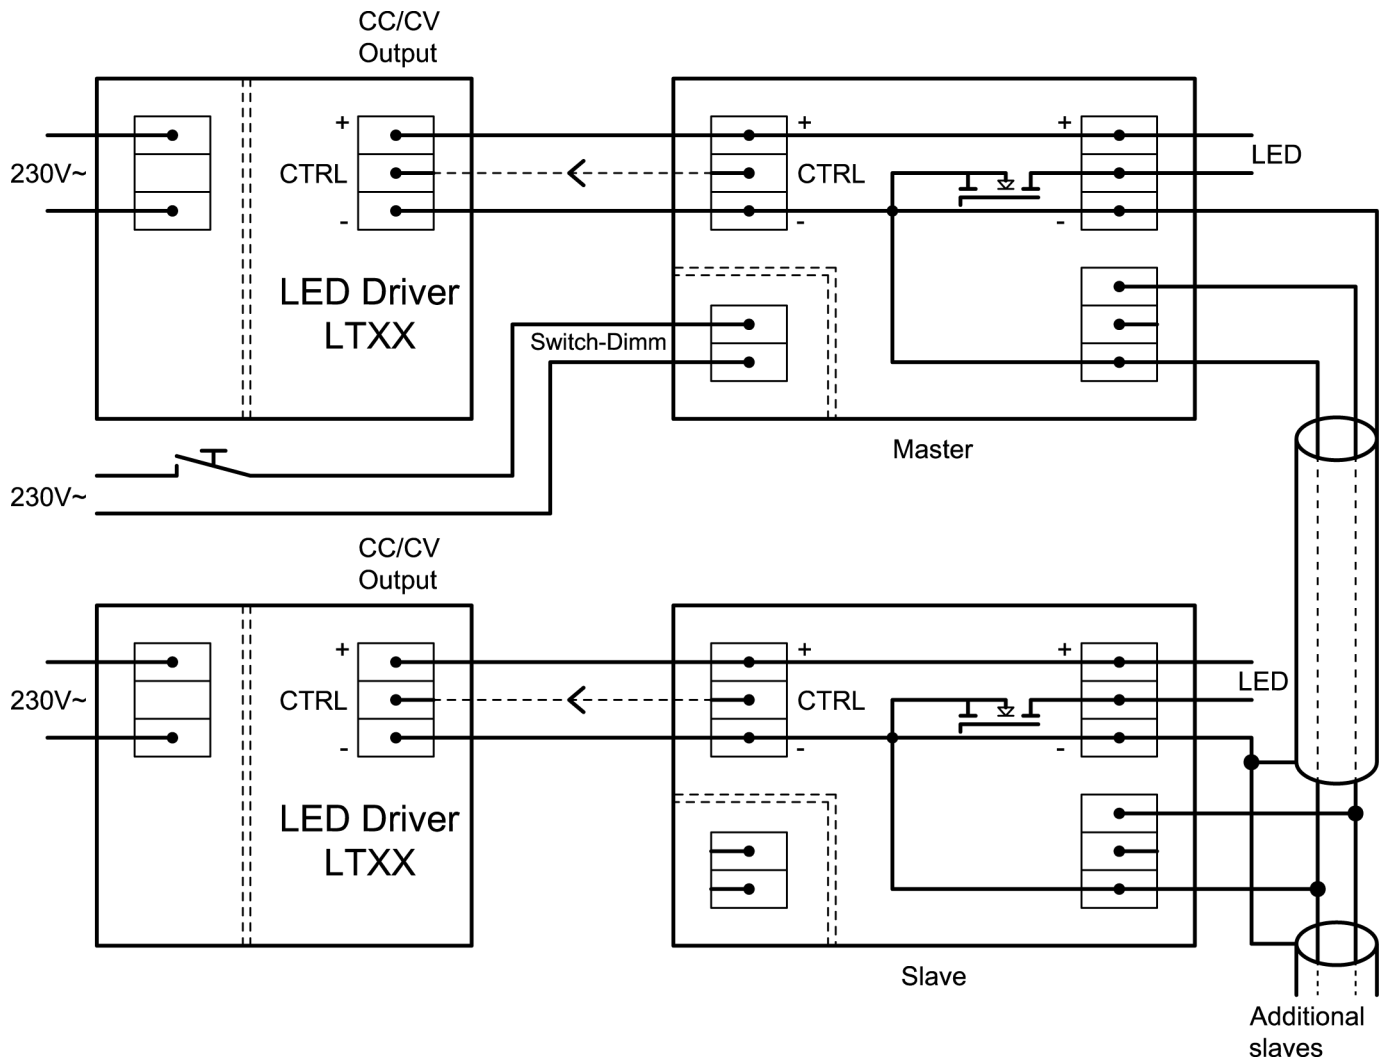 CC/CV
Output
+
+
+
230V~
CTRL
CTRL
LED
-
-
-
LED Driver
LTXX
Switch-Dimm
Master
230V~
CC/CV
Output
+
+
+
230V~
CTRL
CTRL
LED
-
-
-
LED Driver
LTXX
Slave
Additional
slaves